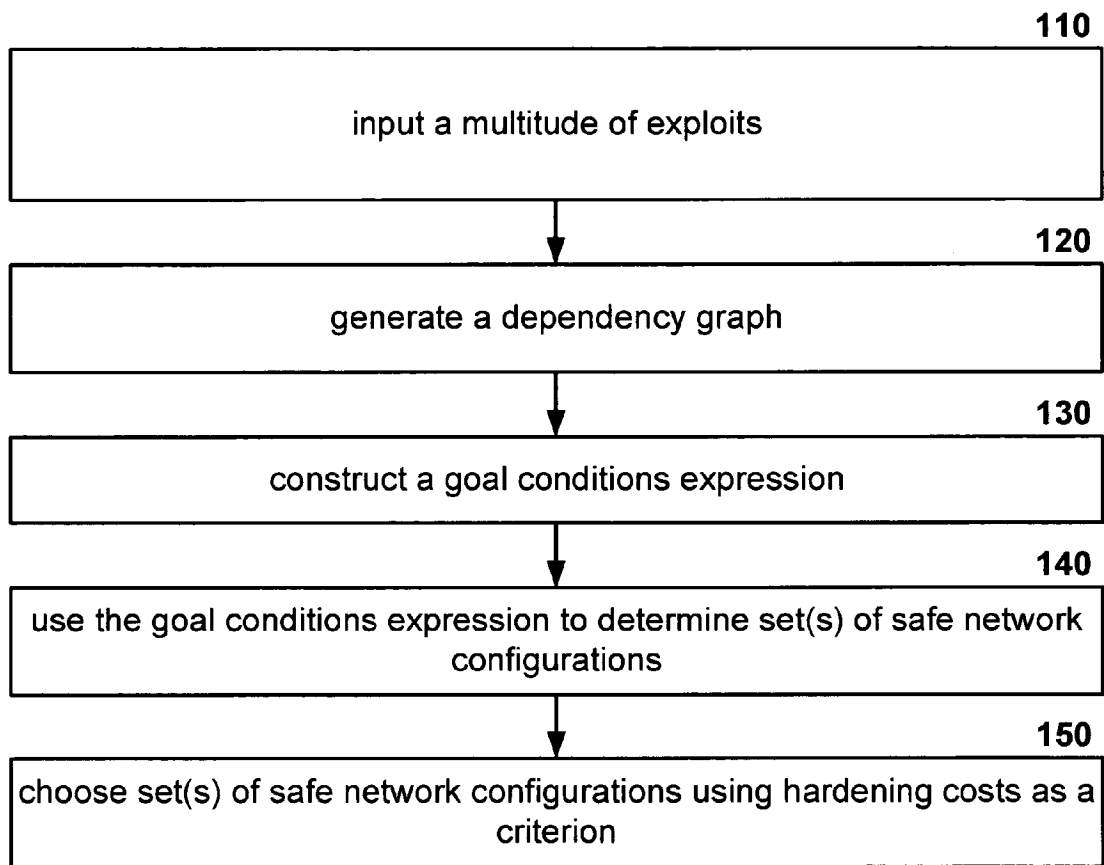 110
input a multitude of exploits
120
generate a dependency graph
130
construct a goal conditions expression
140
use the goal conditions expression to determine set(s) of safe network
configurations
150
choose set(s) of safe network configurations using hardening costs as a
criterion